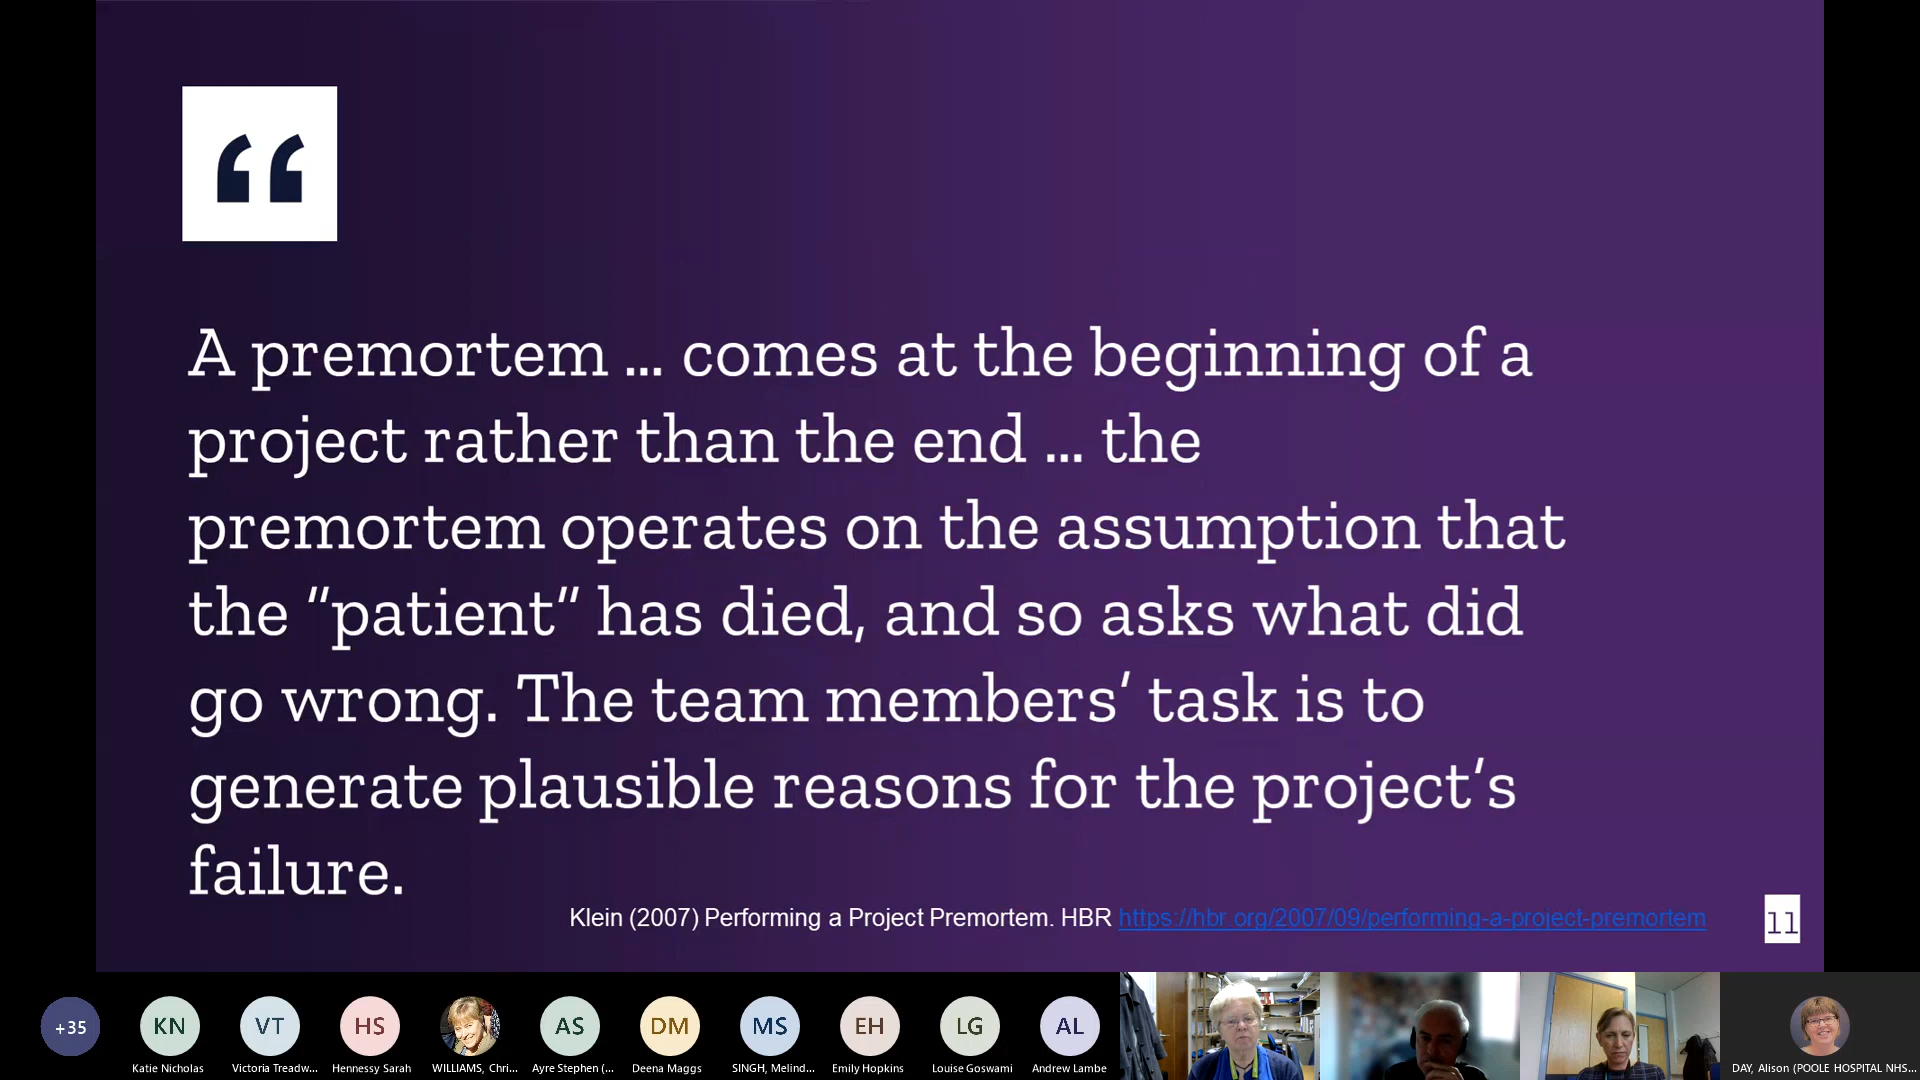 “
A premortem ... comes at the beginning of a
project rather than the end ... the
premortem operates on the assumption that
the "patient" has died, and so asks what did
go wrong. The team members' task is to
generate plausible reasons for the project's
failure.
Klein (2007) Performing a Project Premortem. HBR https://hbr.org/2007/09/performing-a-project-premortem
11
+35
KN
VT
HS
AS
DM
MS
EH
LG
AL
Katie Nicholas
Victoria Treadw...
Hennessy Sarah
WILLIAMS, Chri...
Ayre Stephen (...
Deena Maggs
SINGH, Melind...
Emily Hopkins
Louise Goswami
Andrew Lambe
DAY, Alison (POOLE HOSPITAL NHS...